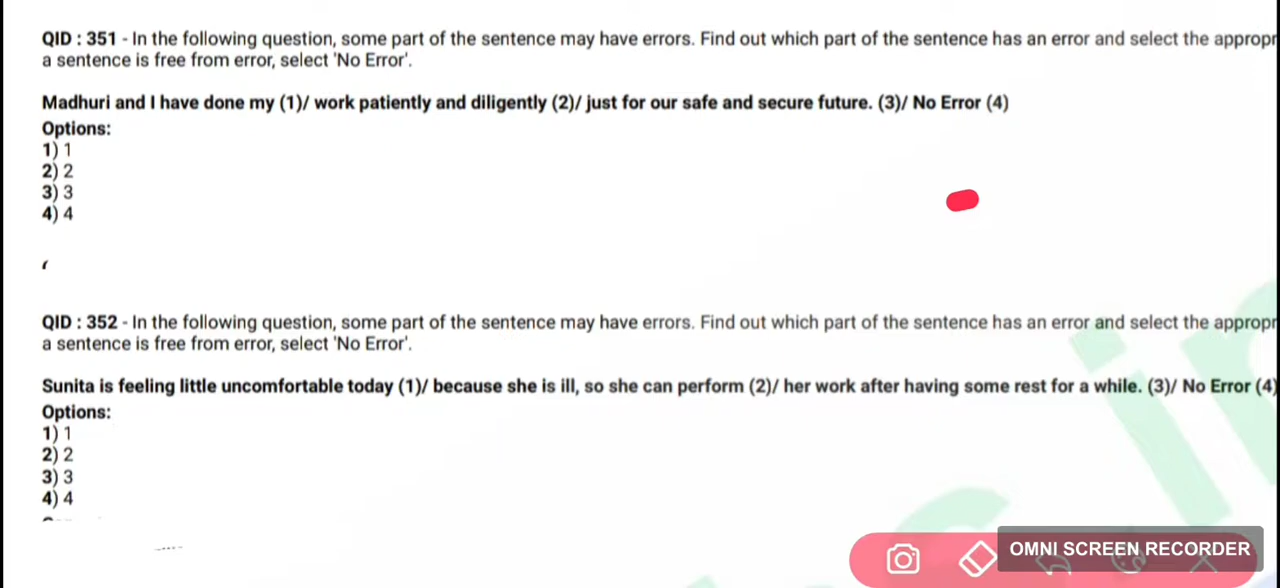 QID : 351 - In the following question, some part of the sentence may have errors. Find out which part of the sentence has an error and select the appropr
a sentence is free from error, select 'No Error'.
Madhuri and I have done my (1)/ work patiently and diligently (2)/ just for our safe and secure future. (3)/ No Error (4)
Options:
1) 1
2) 2
3) 3
4) 4
QID : 352 - In the following question, some part of the sentence may have errors. Find out which part of the sentence has an error and select the appropr
a sentence is free from error, select 'No Error'.
Sunita is feeling little uncomfortable today (1)/ because she is ill, so she can perform (2)/ her work after having some rest for a while. (3)/ No Error (4)
Options:
1) 1
2) 2
3) 3
4) 4
OMNI SCREEN RECORDER